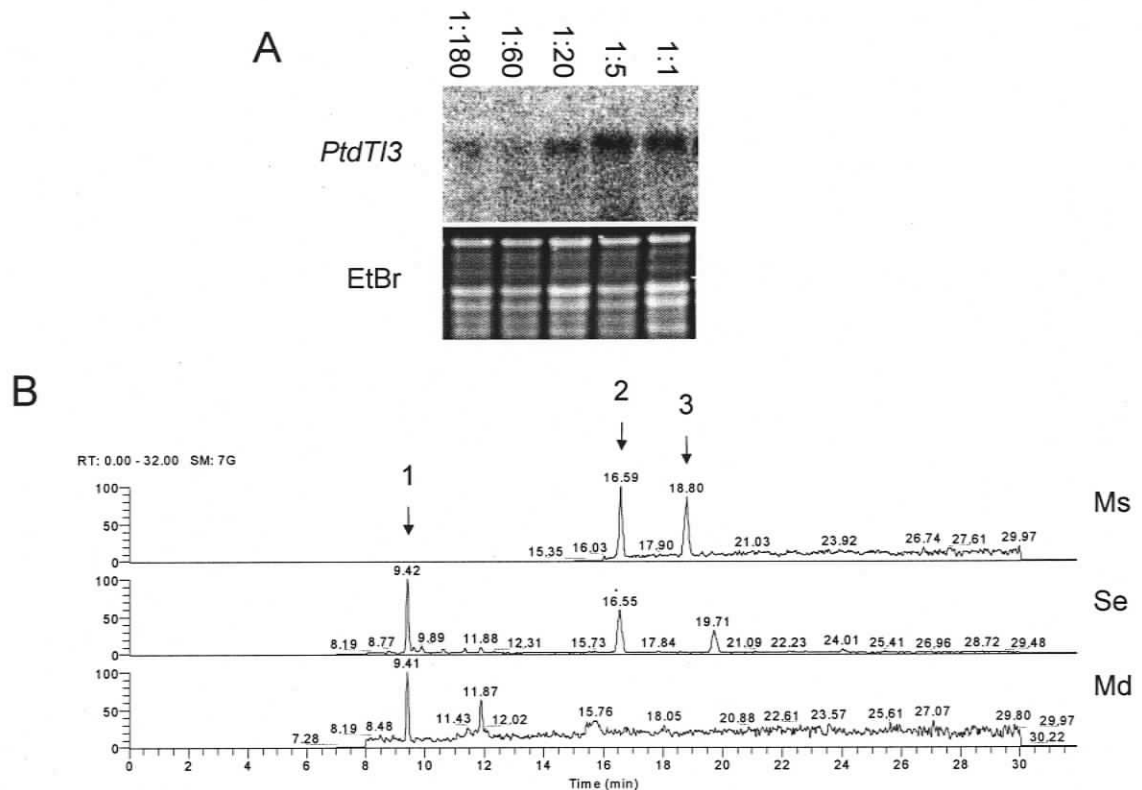 A
1:180 1:60 1:20 1:5 1:1
PtdTI3
EtBr
B
RT: 0.00 - 32.00 SM: 7G
1 2 3
100
50
0
15.35 16.03 16.59 17.90 18.80 21.03 23.92 26.74 27.61 29.97
Ms
100
50
0
8.19 8.77 9.42 9.89 11.88 12.31 15.73 16.55 17.84 19.71 21.09 22.23 24.01 25.41 26.96 28.72 29.48
Se
100
50
0
7.28 8.19 8.48 9.41 11.43 11.87 12.02 15.76 18.05 20.88 22.61 23.57 25.61 27.07 29.80 29.97 30.22
Md
0 2 4 6 8 10 12 14 16 18 20 22 24 26 28 30
Time (min)